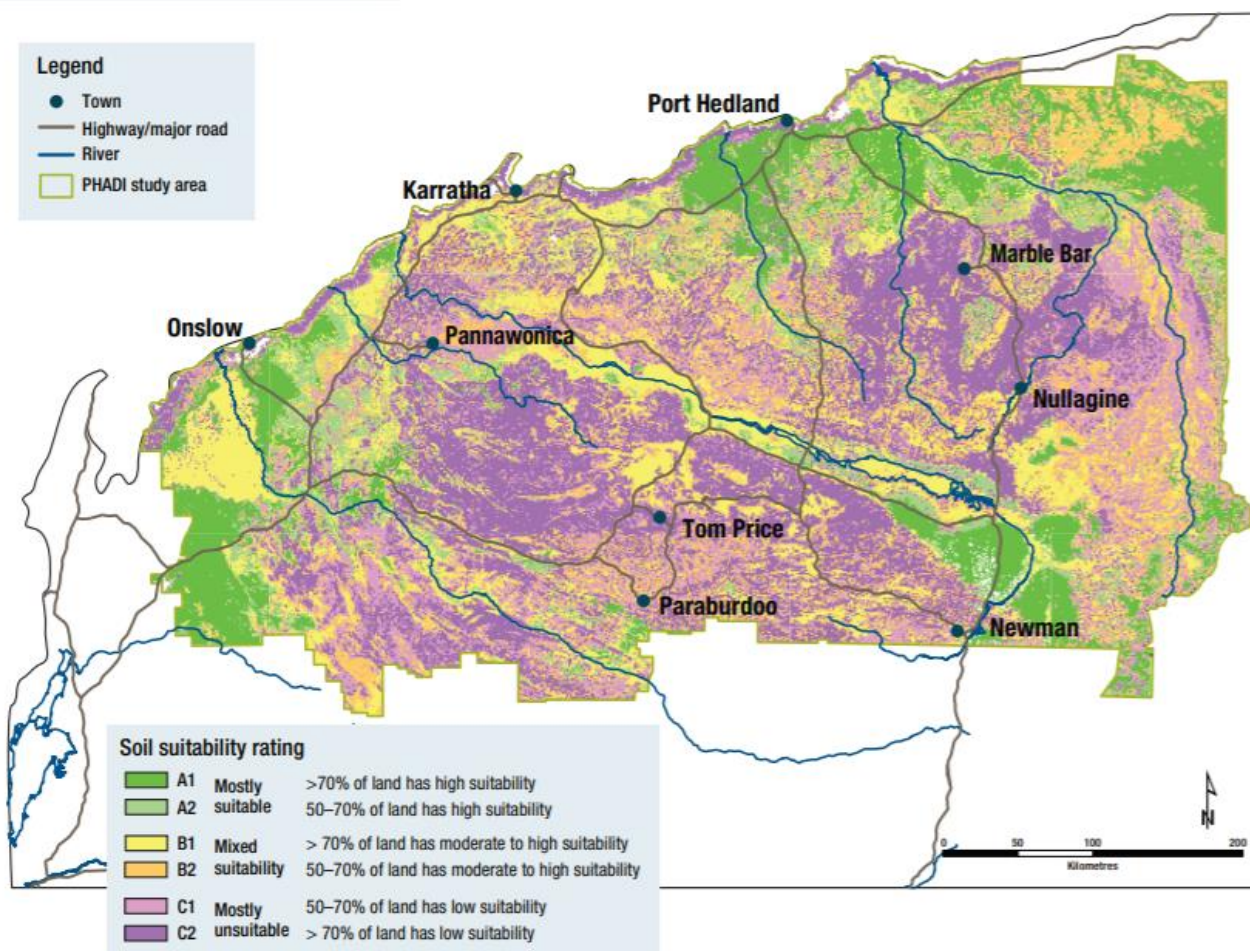 Legend
Town
Highway/major road
River
PHADI study area
Port Hedland
Karratha
Marble Bar
Onslow
Pannawonica
Nullagine
Tom Price
Paraburdoo
Newman
Soil suitability rating
A1 Mostly suitable >70% of land has high suitability
A2 50–70% of land has high suitability
B1 Mixed suitability > 70% of land has moderate to high suitability
B2 50–70% of land has moderate to high suitability
C1 Mostly unsuitable 50–70% of land has low suitability
C2 > 70% of land has low suitability
N
0 50 100 200
Kilometres